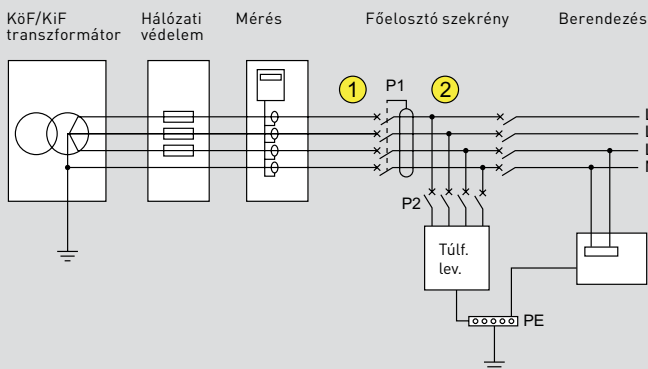 KöF/KiF
transzformátor
Hálózati
védelem
Mérés
Főelosztó szekrény
Berendezés
1
P1
2
L
L
L
P2
Túlf.
lev.
PE